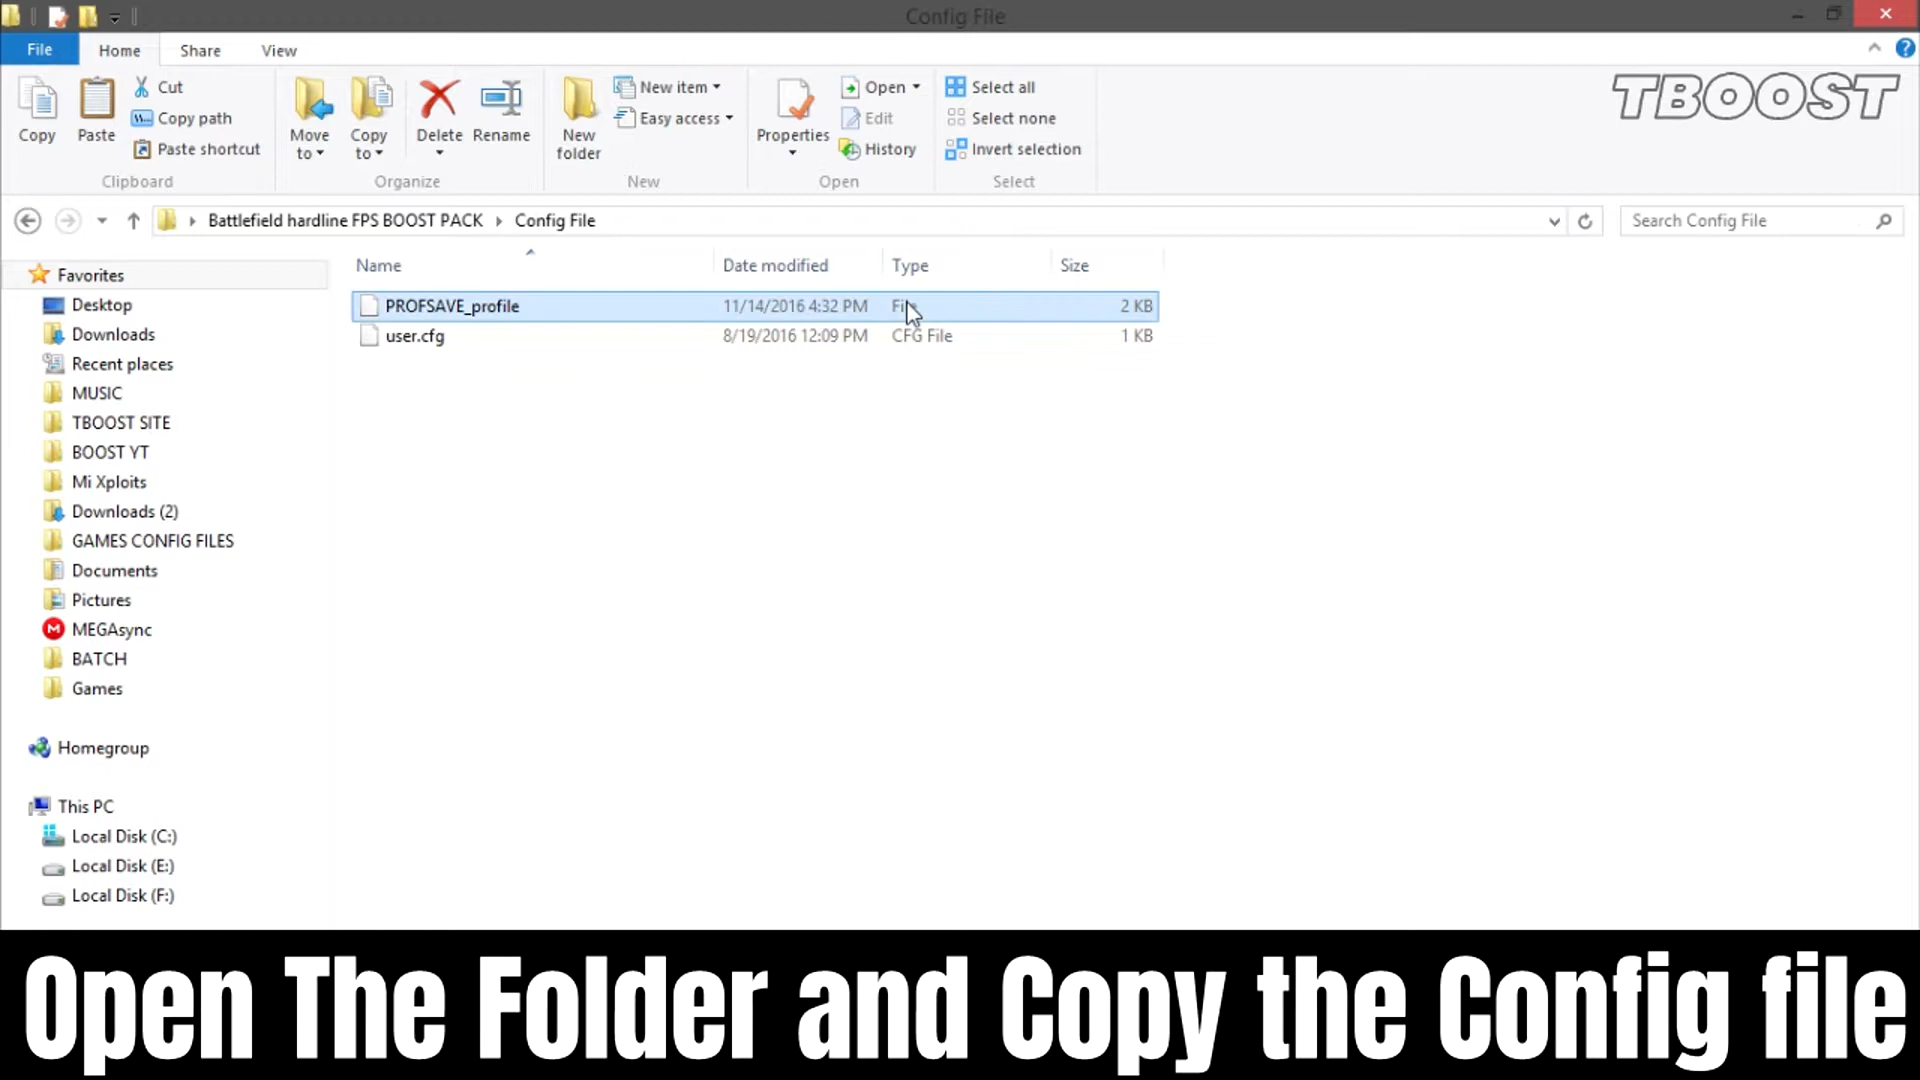 Config File
File Home Share View
Copy Paste Cut Copy path Paste shortcut Move to Copy to Delete Rename New folder New item Easy access Properties Open Edit History Select all Select none Invert selection TBOOST
Clipboard Organize New Open Select
Battlefield hardline FPS BOOST PACK Config File Search Config File
Name Date modified Type Size
PROFSAVE_profile 11/14/2016 4:32 PM File 2 KB
user.cfg 8/19/2016 12:09 PM CFG File 1 KB
Favorites
Desktop
Downloads
Recent places
MUSIC
TBOOST SITE
BOOST YT
Mi Xploits
Downloads (2)
GAMES CONFIG FILES
Documents
Pictures
MEGAsync
BATCH
Games
Homegroup
This PC
Local Disk (C:)
Local Disk (E:)
Local Disk (F:)
Open The Folder and Copy the Config file